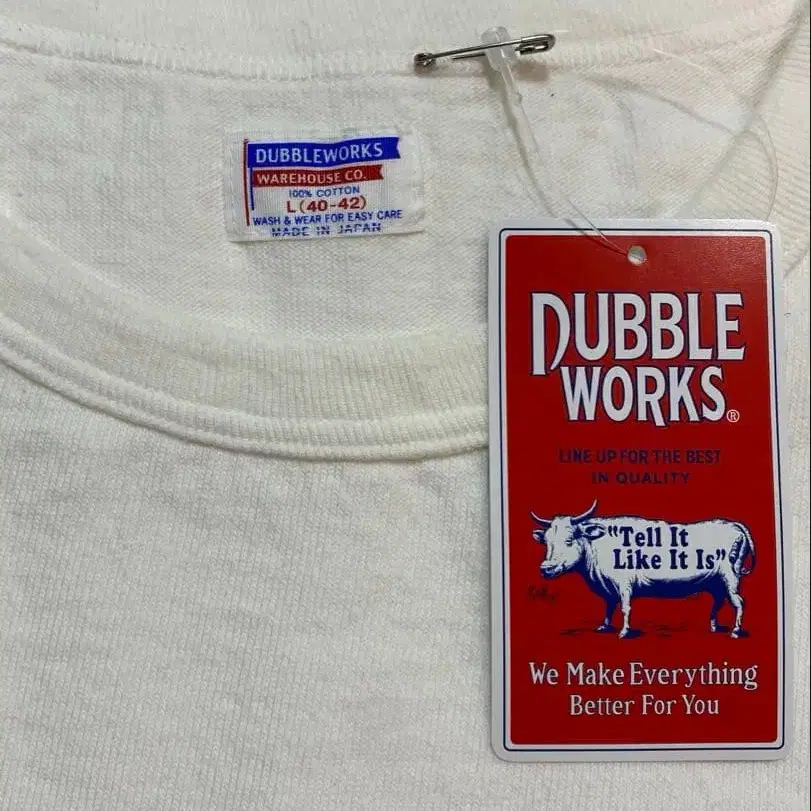 DUBBLEWORKS
WAREHOUSE CO.
100% COTTON
L (40-42)
WASH & WEAR FOR EASY CARE
MADE IN JAPAN
DUBBLE
WORKS®
LINE UP FOR THE BEST
IN QUALITY
"Tell It
Like It Is"
We Make Everything
Better For You